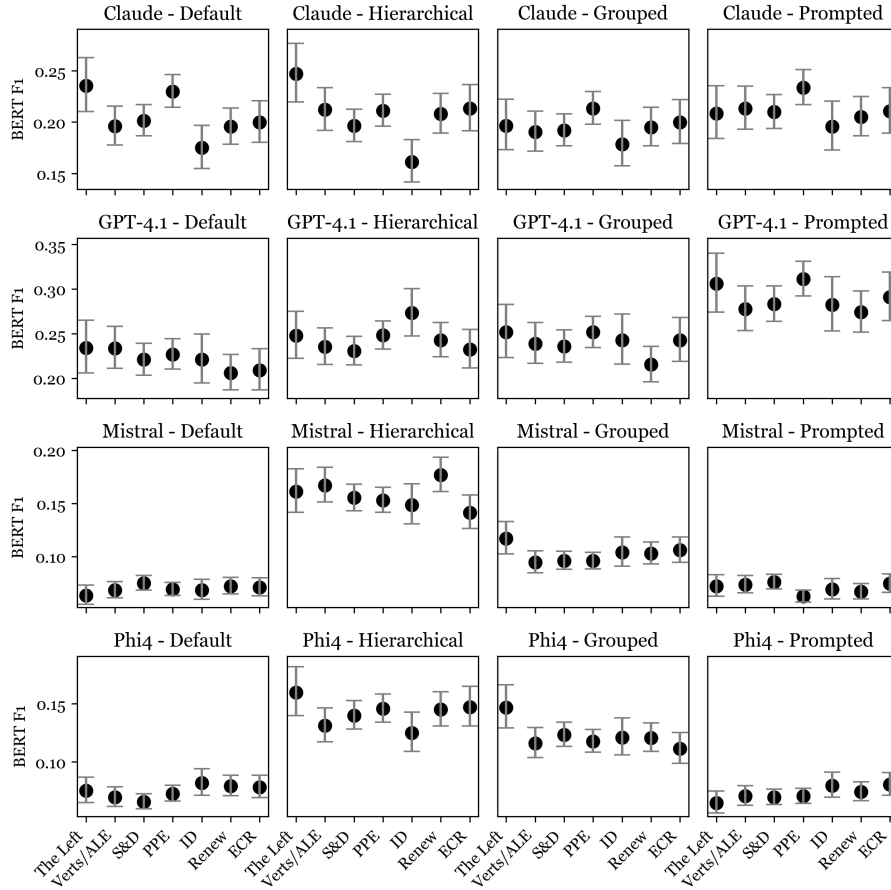 Claude - Default Claude - Hierarchical Claude - Grouped Claude - Prompted
BERT F1
0.25
0.20
0.15
GPT-4.1 - Default GPT-4.1 - Hierarchical GPT-4.1 - Grouped GPT-4.1 - Prompted
BERT F1
0.35
0.30
0.25
0.20
Mistral - Default Mistral - Hierarchical Mistral - Grouped Mistral - Prompted
BERT F1
0.20
0.15
0.10
Phi4 - Default Phi4 - Hierarchical Phi4 - Grouped Phi4 - Prompted
BERT F1
0.15
0.10
The Left Verts/ALE S&D PPE ID Renew ECR The Left Verts/ALE S&D PPE ID Renew ECR The Left Verts/ALE S&D PPE ID Renew ECR The Left Verts/ALE S&D PPE ID Renew ECR